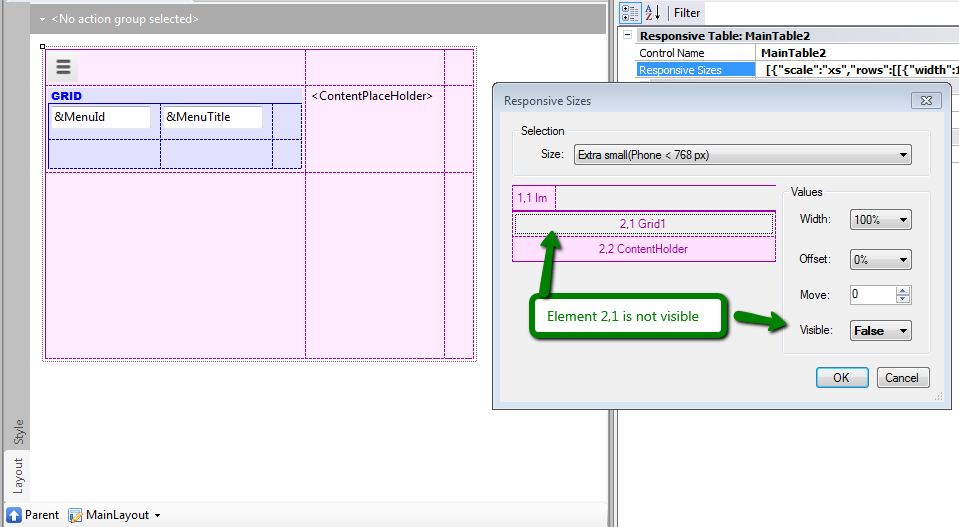 <No action group selected>
Filter
Responsive Table: MainTable2
Control Name MainTable2
Responsive Sizes [{"scale":"xs","rows":[[{"width":1
GRID
<ContentPlaceHolder>
&MenuId &MenuTitle
Responsive Sizes
Selection
Size: Extra small(Phone < 768 px)
1,1 Im
2,1 Grid1
2,2 ContentHolder
Values
Width: 100%
Offset: 0%
Move: 0
Visible: False
Element 2,1 is not visible
OK Cancel
Style
Layout
Parent MainLayout